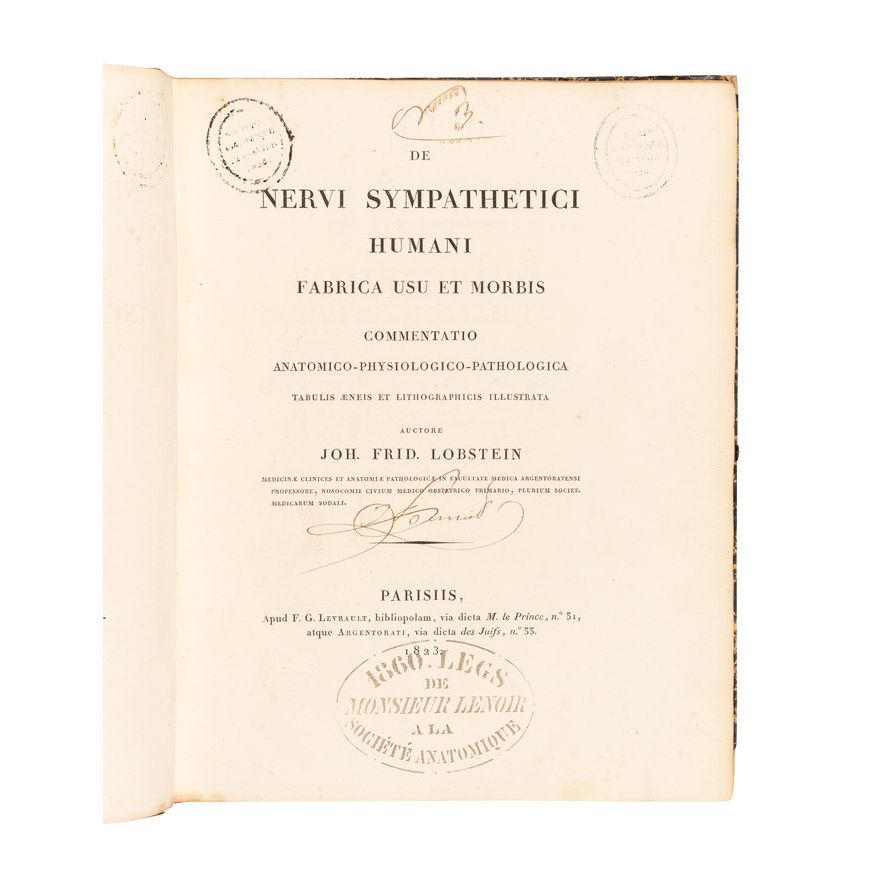 N 3.
DE
NERVI SYMPATHETICI
HUMANI
FABRICA USU ET MORBIS
COMMENTATIO
ANATOMICO-PHYSIOLOGICO-PATHOLOGICA
TABULIS ÆNEIS ET LITHOGRAPHICIS ILLUSTRATA
AUCTORE
JOH. FRID. LOBSTEIN
MEDICINÆ CLINICES ET ANATOMIÆ PATHOLOGICÆ IN FACULTATE MEDICA ARGENTORATENSI
PROFESSORE, NOSOCOMII CIVIUM MEDICO OBSTETRICO PRIMARIO, PLURIUM SOCIET.
MEDICARUM SODALI.
PARISIIS,
Apud F. G. LEVRAULT, bibliopolam, via dicta M. le Prince, n.° 31,
atque ARGENTORATI, via dicta des Juifs, n.° 33.
1823.
1860. LEGS
DE
MONSIEUR LENOIR
A LA
SOCIÉTÉ ANATOMIQUE